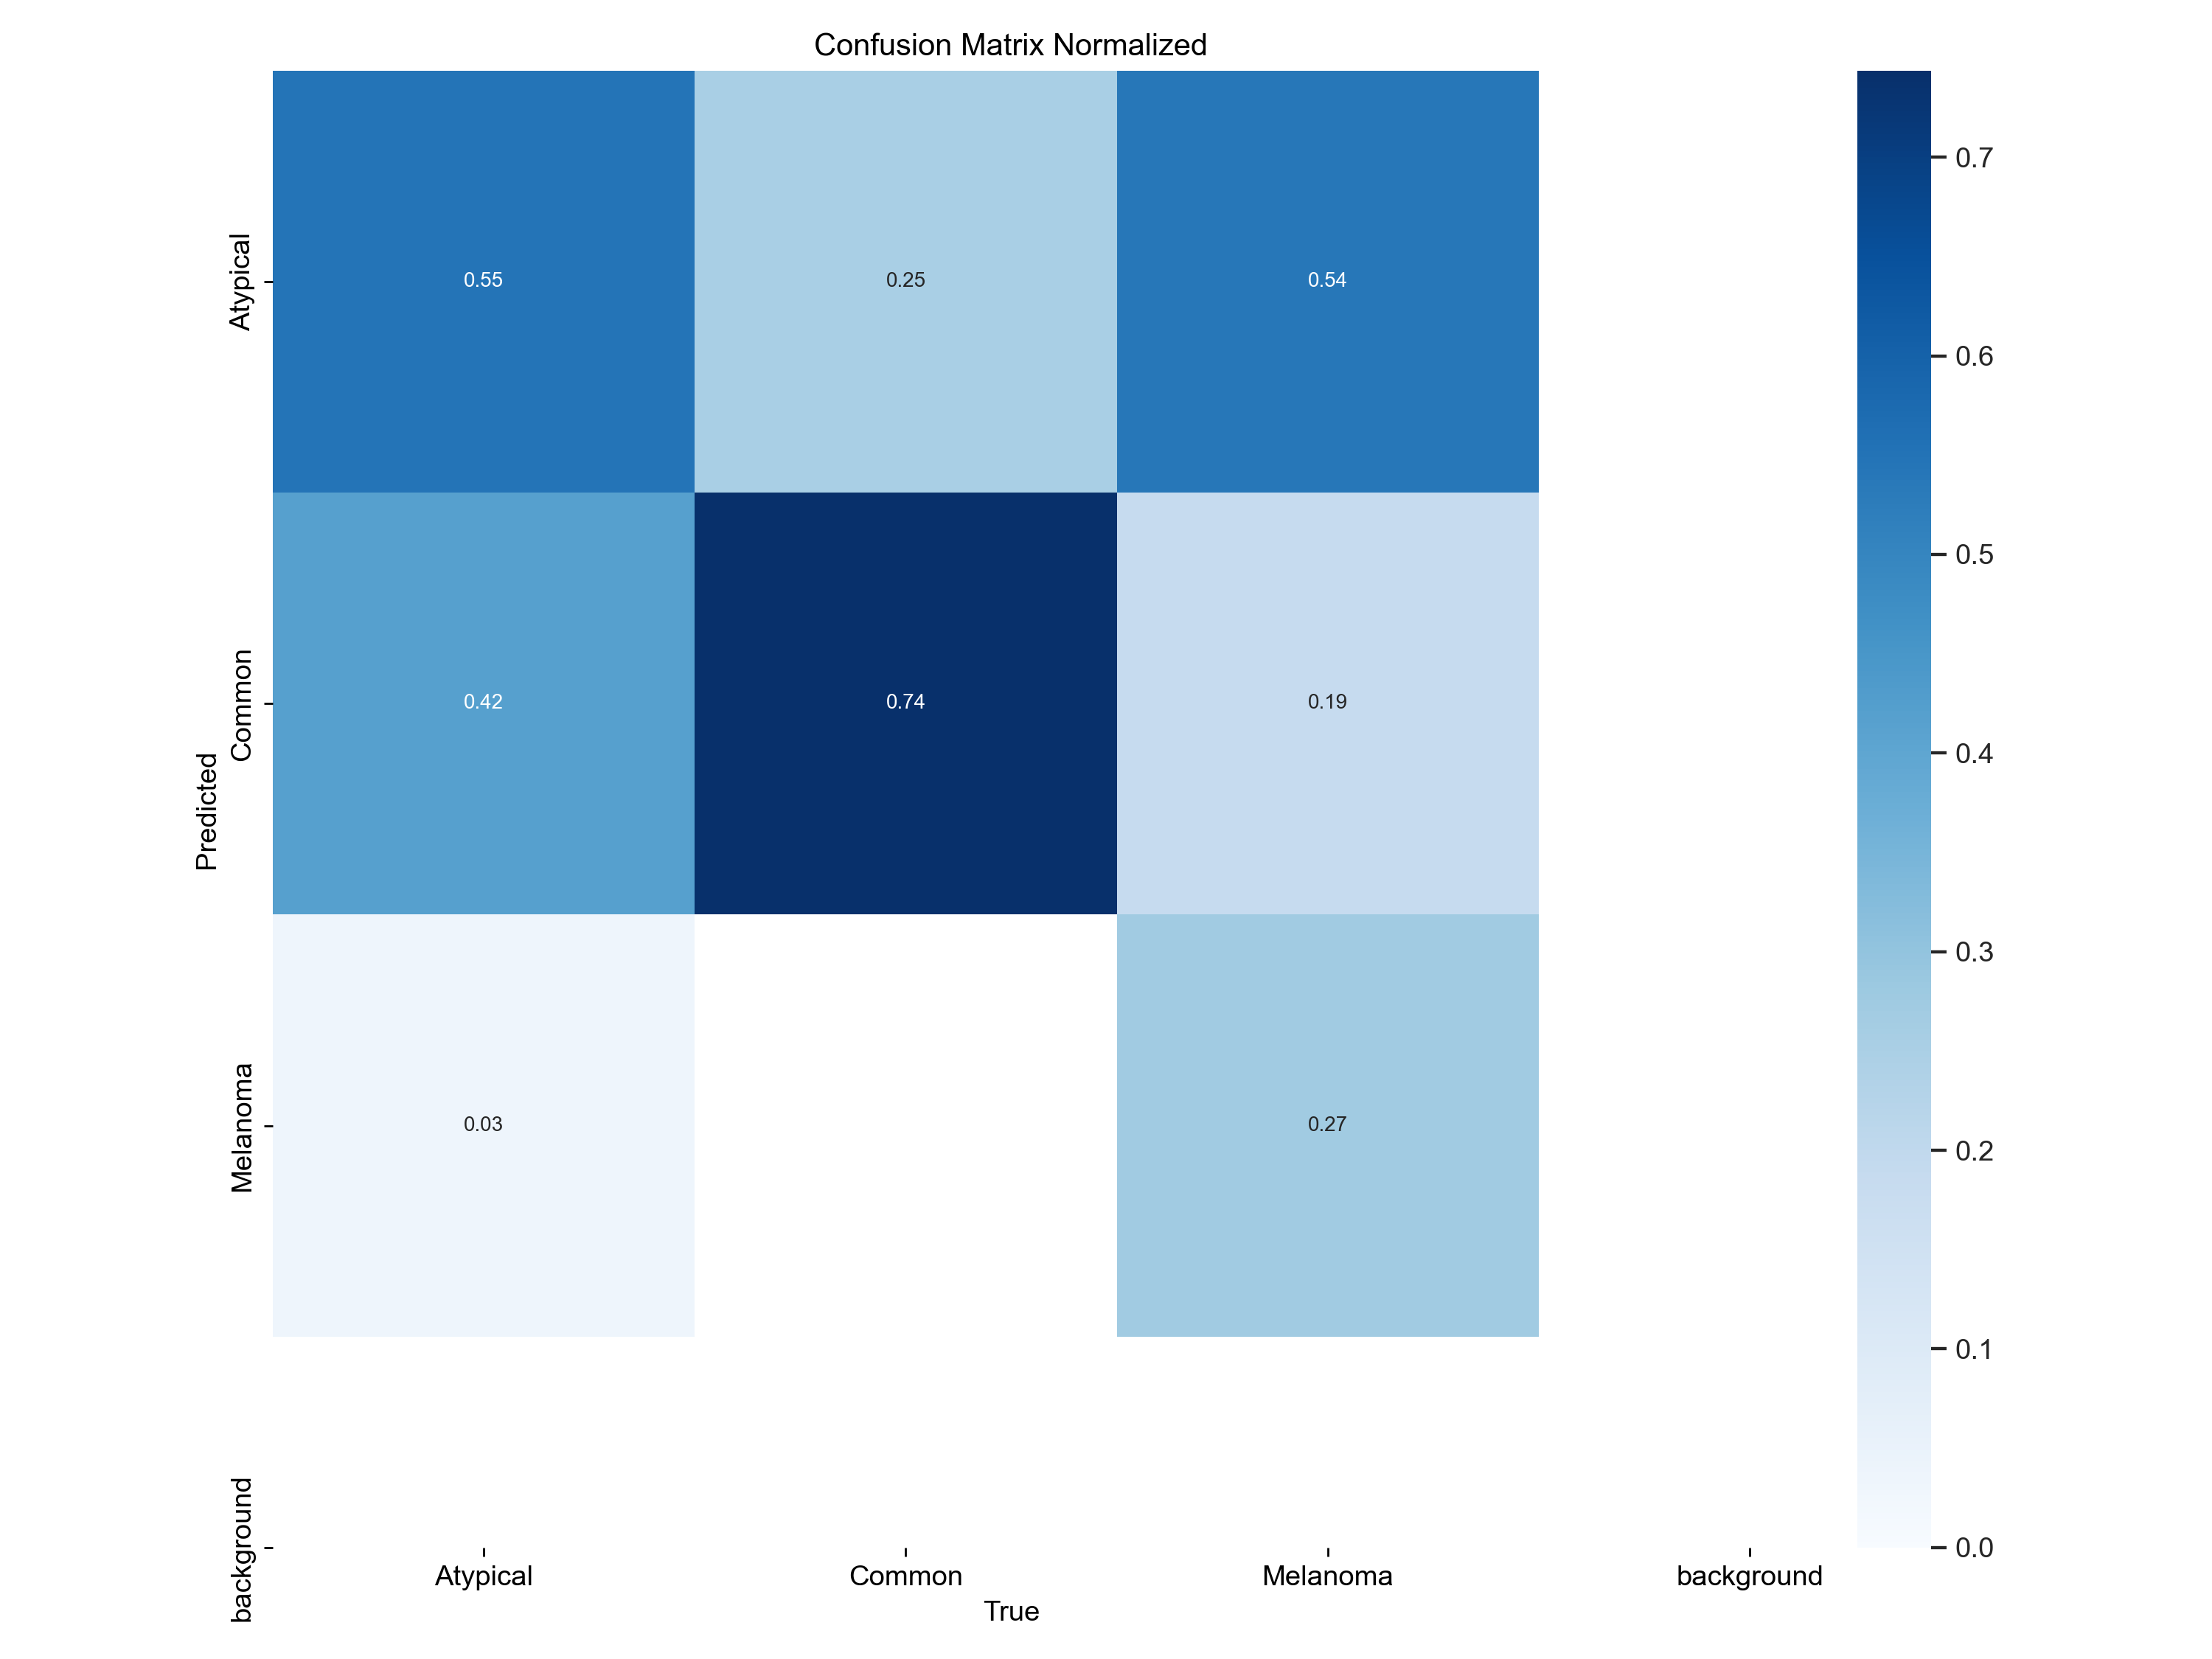 Confusion Matrix Normalized
Atypical
Common
Melanoma
background
Predicted
0.55
0.25
0.54
0.42
0.74
0.19
0.03
0.27
Atypical
Common
Melanoma
background
True
0.7
0.6
0.5
0.4
0.3
0.2
0.1
0.0